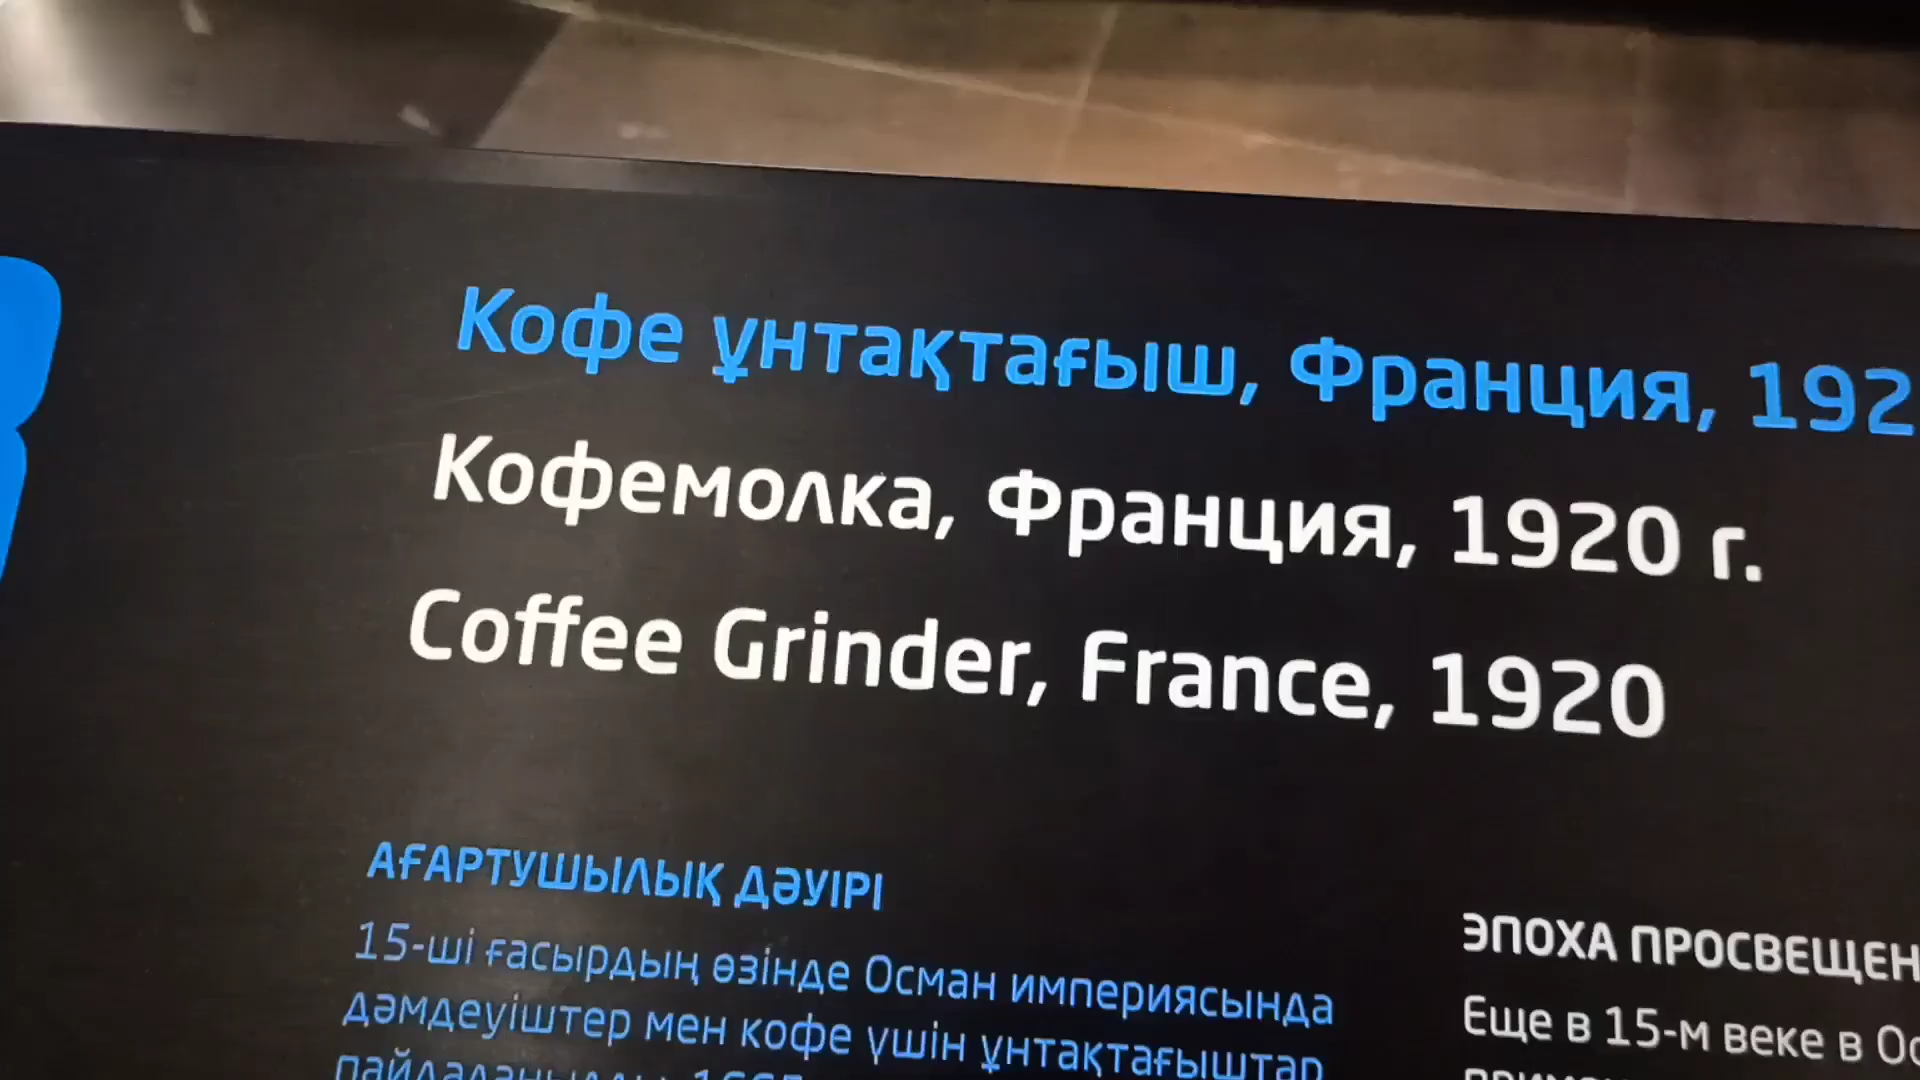 Кофе ұнтақтағыш, Франция, 192
Кофемолка, Франция, 1920 г.
Coffee Grinder, France, 1920
АҒАРТУШЫЛЫҚ ДӘУІРІ
15-ші ғасырдың өзінде Осман империясында
дәмдеуіштер мен кофе үшін ұнтақтағыштар
ЭПОХА
Еще в 15-м веке в